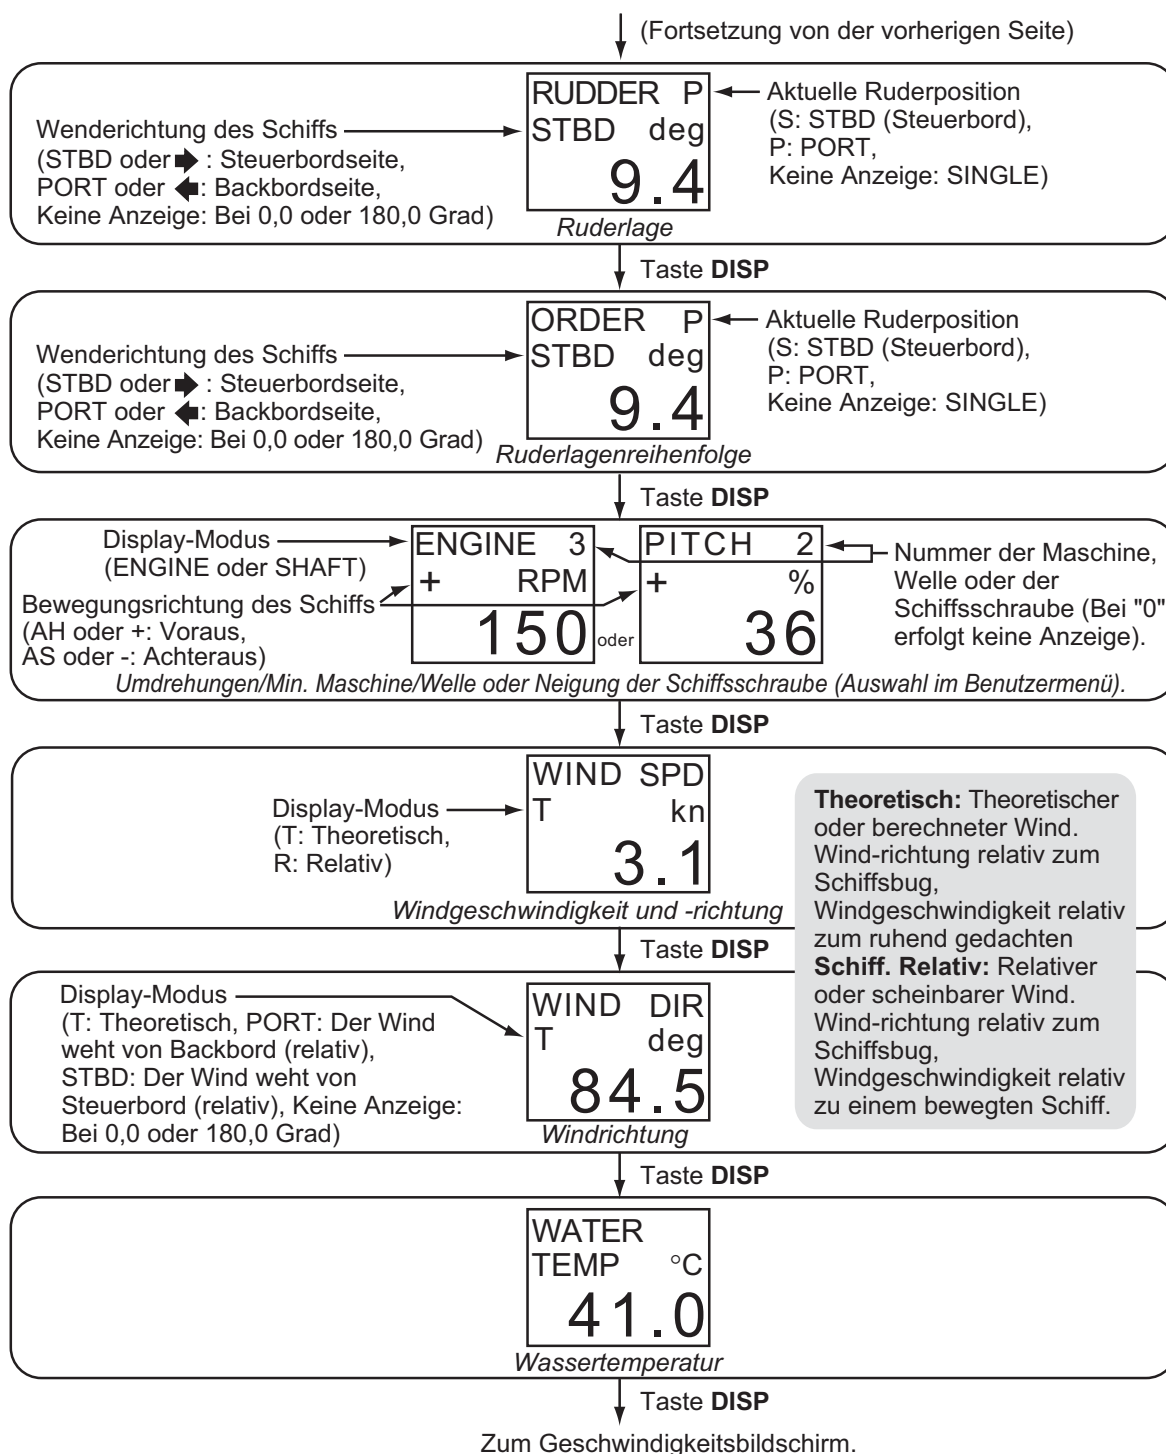 (Fortsetzung von der vorherigen Seite)
Wenderichtung des Schiffs
(STBD oder ➡ : Steuerbordseite,
PORT oder ⬅: Backbordseite,
Keine Anzeige: Bei 0,0 oder 180,0 Grad)
RUDDER P
STBD deg
9.4
Aktuelle Ruderposition
(S: STBD (Steuerbord),
P: PORT,
Keine Anzeige: SINGLE)
Ruderlage
Taste DISP
Wenderichtung des Schiffs
(STBD oder ➡ : Steuerbordseite,
PORT oder ⬅: Backbordseite,
Keine Anzeige: Bei 0,0 oder 180,0 Grad)
ORDER P
STBD deg
9.4
Aktuelle Ruderposition
(S: STBD (Steuerbord),
P: PORT,
Keine Anzeige: SINGLE)
Ruderlagenreihenfolge
Taste DISP
Display-Modus
(ENGINE oder SHAFT)
Bewegungsrichtung des Schiffs
(AH oder +: Voraus,
AS oder -: Achteraus)
ENGINE 3
+ RPM
150
oder
PITCH 2
+ %
36
Nummer der Maschine,
Welle oder der
Schiffsschraube (Bei "0"
erfolgt keine Anzeige).
Umdrehungen/Min. Maschine/Welle oder Neigung der Schiffsschraube (Auswahl im Benutzermenü).
Taste DISP
Display-Modus
(T: Theoretisch,
R: Relativ)
WIND SPD
T kn
3.1
Windgeschwindigkeit und -richtung
Theoretisch: Theoretischer
oder berechneter Wind.
Wind-richtung relativ zum
Schiffsbug,
Windgeschwindigkeit relativ
zum ruhend gedachten
Schiff. Relativ: Relativer
oder scheinbarer Wind.
Wind-richtung relativ zum
Schiffsbug,
Windgeschwindigkeit relativ
zu einem bewegten Schiff.
Taste DISP
Display-Modus
(T: Theoretisch, PORT: Der Wind
weht von Backbord (relativ),
STBD: Der Wind weht von
Steuerbord (relativ), Keine Anzeige:
Bei 0,0 oder 180,0 Grad)
WIND DIR
T deg
84.5
Windrichtung
Taste DISP
WATER
TEMP °C
41.0
Wassertemperatur
Taste DISP
Zum Geschwindigkeitsbildschirm.